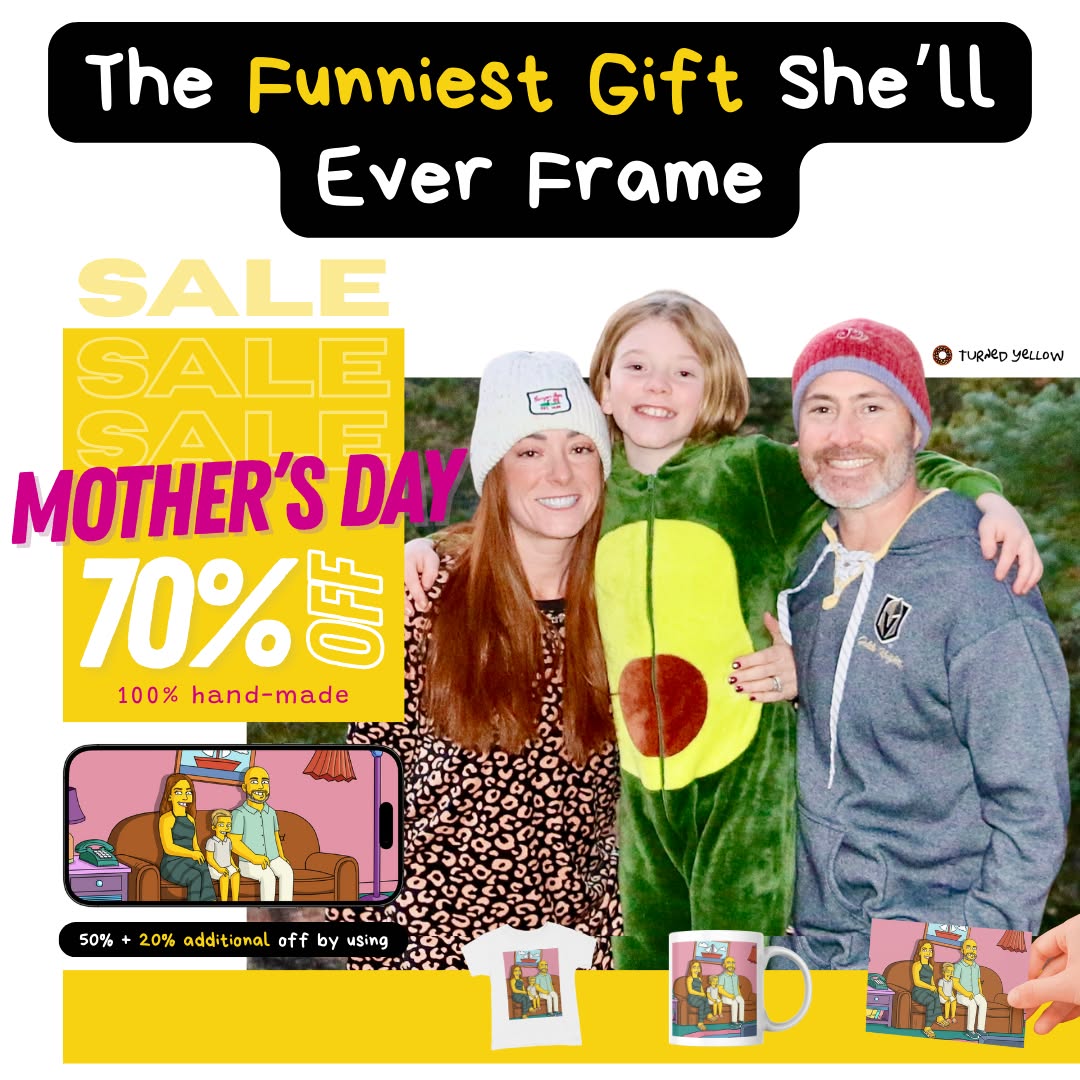 The Funniest Gift She'll
Ever Frame
SALE
SALE
SALE
MOTHER'S DAY
70% OFF
100% hand-made
TURNED YELLOW
50% + 20% additional off by using